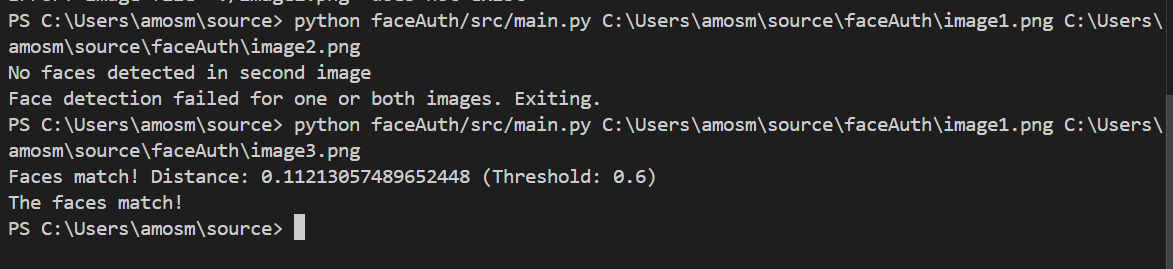 PS C:\Users\amosm\source> python faceAuth/src/main.py C:\Users\amosm\source\faceAuth\image1.png C:\Users\
amosm\source\faceAuth\image2.png
No faces detected in second image
Face detection failed for one or both images. Exiting.
PS C:\Users\amosm\source> python faceAuth/src/main.py C:\Users\amosm\source\faceAuth\image1.png C:\Users\
amosm\source\faceAuth\image3.png
Faces match! Distance: 0.11213057489652448 (Threshold: 0.6)
The faces match!
PS C:\Users\amosm\source>